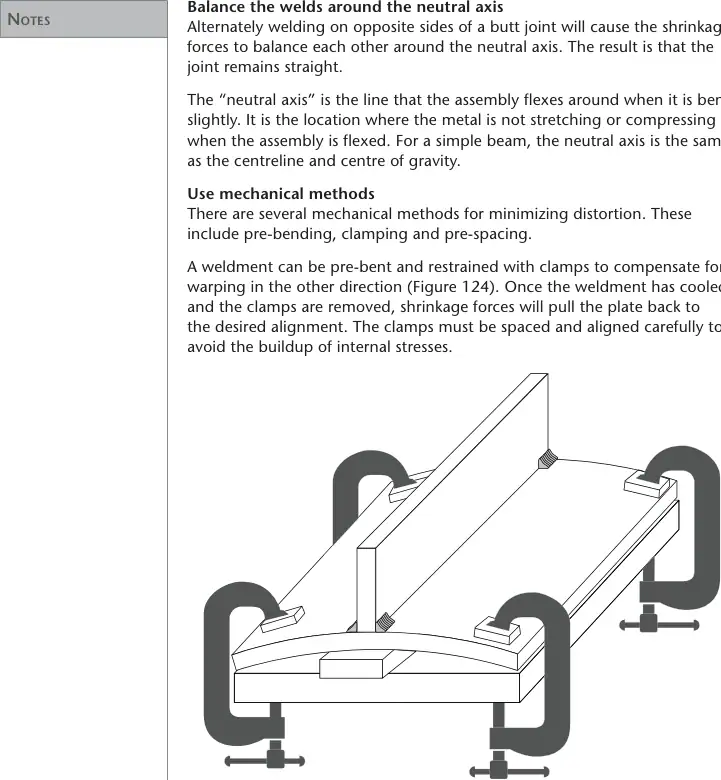 NOTES
Balance the welds around the neutral axis
Alternately welding on opposite sides of a butt joint will cause the shrinkag
forces to balance each other around the neutral axis. The result is that the
joint remains straight.
The “neutral axis” is the line that the assembly flexes around when it is ben
slightly. It is the location where the metal is not stretching or compressing
when the assembly is flexed. For a simple beam, the neutral axis is the sam
as the centreline and centre of gravity.
Use mechanical methods
There are several mechanical methods for minimizing distortion. These
include pre-bending, clamping and pre-spacing.
A weldment can be pre-bent and restrained with clamps to compensate for
warping in the other direction (Figure 124). Once the weldment has cooled
and the clamps are removed, shrinkage forces will pull the plate back to
the desired alignment. The clamps must be spaced and aligned carefully to
avoid the buildup of internal stresses.